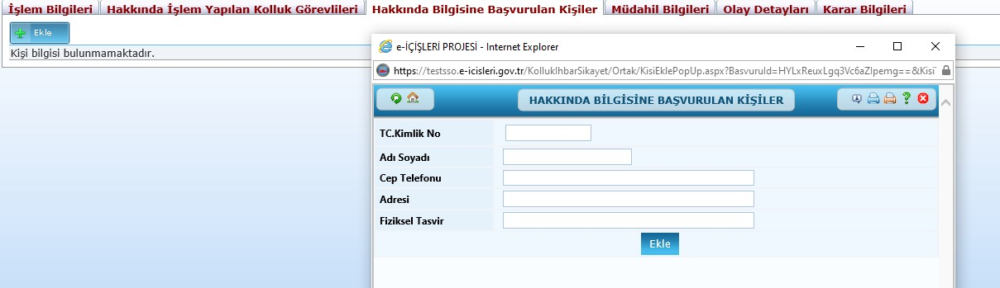 İşlem Bilgileri Hakkında İşlem Yapılan Kolluk Görevlileri Hakkında Bilgisine Başvurulan Kişiler Müdahil Bilgileri Olay Detayları Karar Bilgileri
Ekle
Kişi bilgisi bulunmamaktadır.
e-İÇİŞLERİ PROJESİ - Internet Explorer
https://testsso.e-icisleri.gov.tr/KollukIhbarSikayet/Ortak/KisiEklePopUp.aspx?BasvuruId=HYLxReuxLgq3Vc6aZlpemg==&Kisi
HAKKINDA BİLGİSİNE BAŞVURULAN KİŞİLER
TC.Kimlik No
Adı Soyadı
Cep Telefonu
Adresi
Fiziksel Tasvir
Ekle